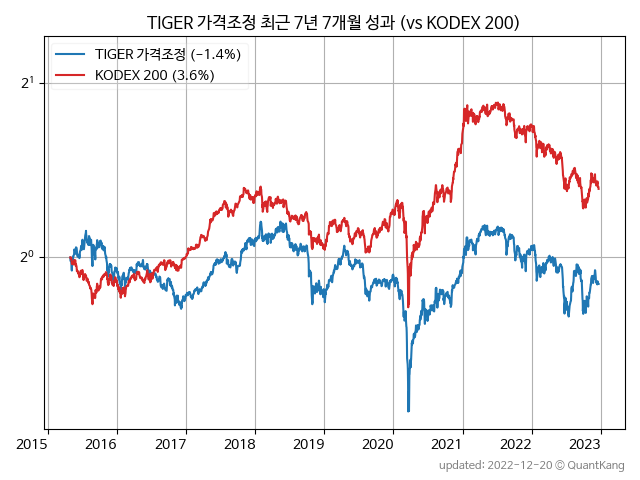 TIGER 가격조정 최근 7년 7개월 성과 (vs KODEX 200)
TIGER 가격조정 (−1.4%)
KODEX 200 (3.6%)
2¹
2⁰
2015 2016 2017 2018 2019 2020 2021 2022 2023
updated: 2022-12-20 © QuantKang